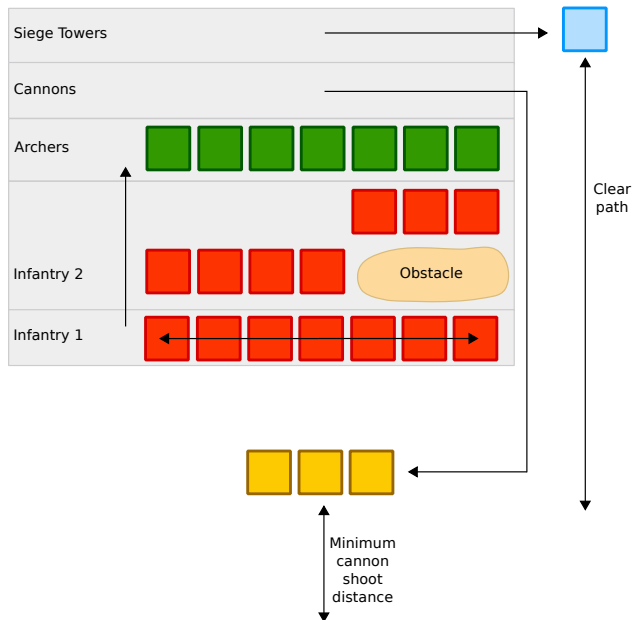 Siege Towers
Cannons
Archers
Clear
path
Infantry 2
Obstacle
Infantry 1
Minimum
cannon
shoot
distance